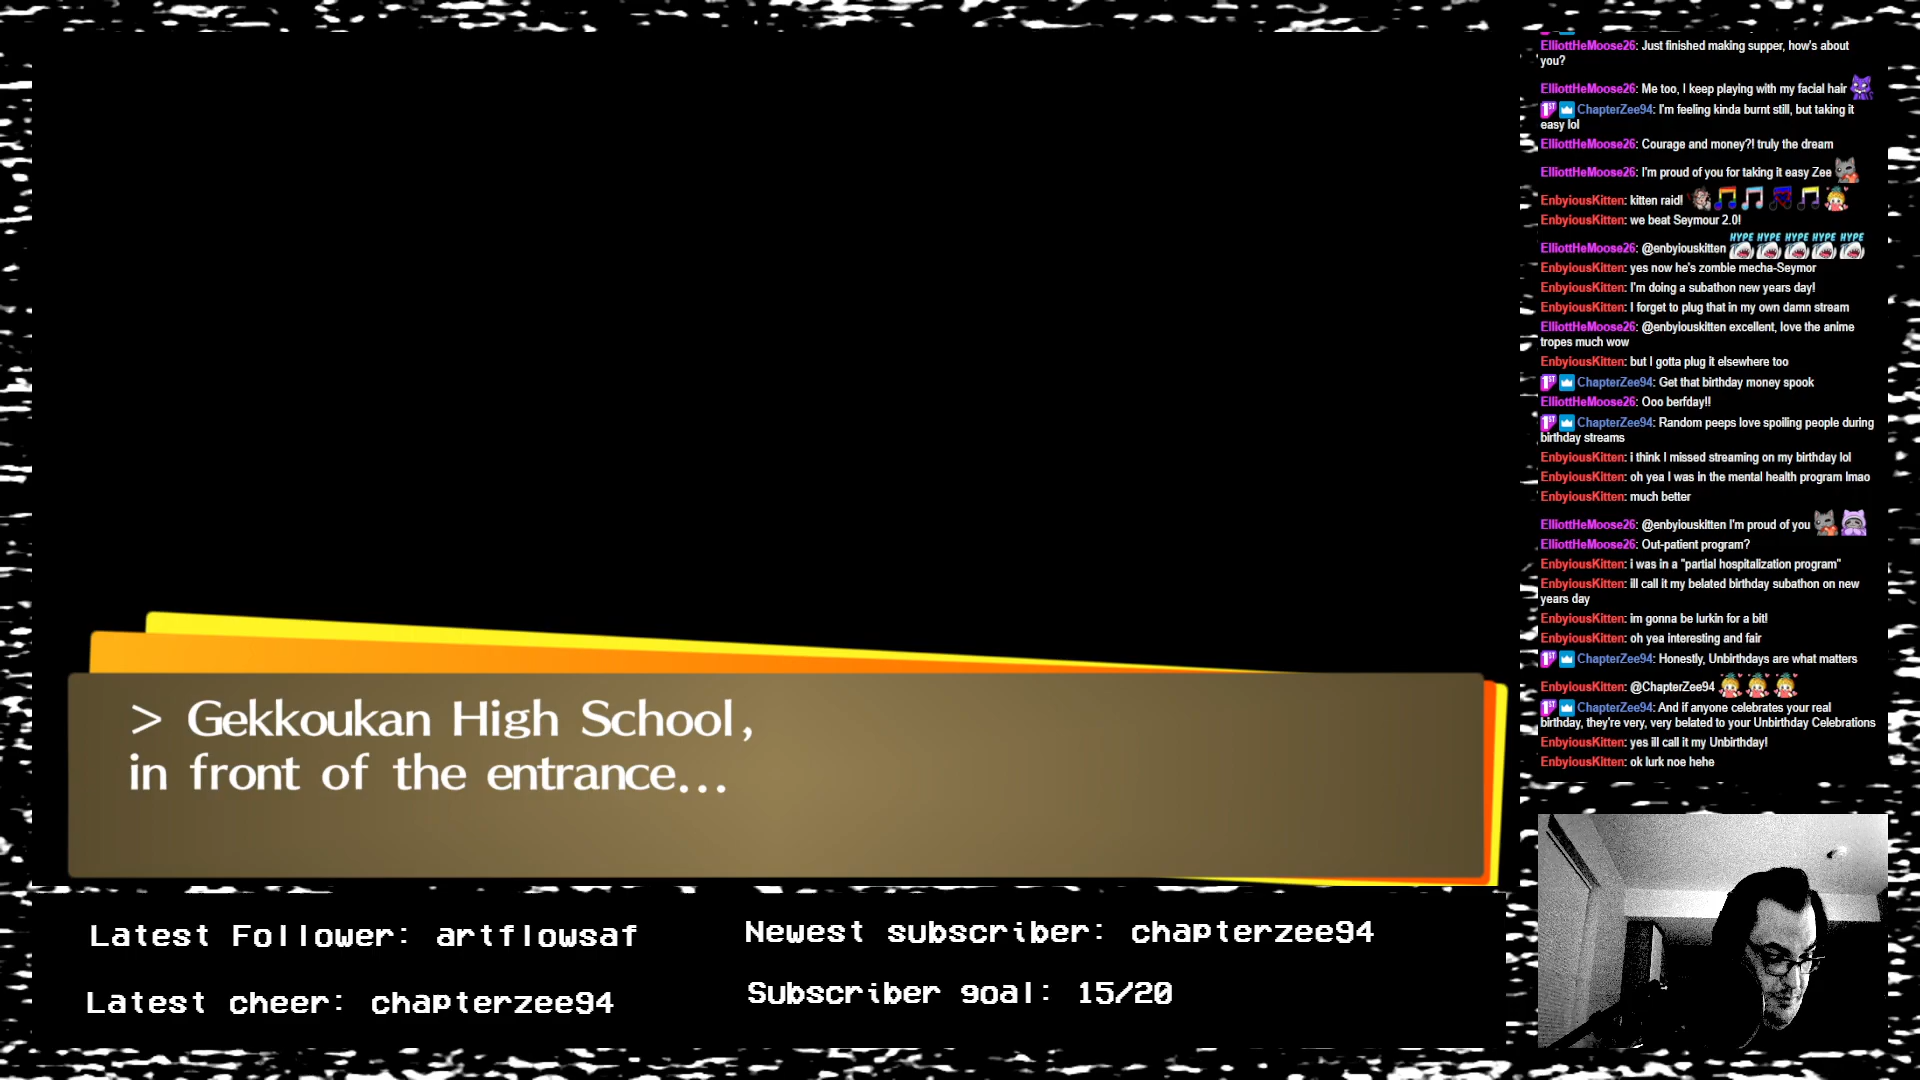 > Gekkoukan High School,
in front of the entrance...
Latest Follower: artflowsaf
Newest subscriber: chapterzee94
Latest cheer: chapterzee94
Subscriber goal: 15/20
ElliottHeMoose26: Just finished making supper, how's about
you?
ElliottHeMoose26: Me too, I keep playing with my facial hair
ChapterZee94: I'm feeling kinda burnt still, but taking it
easy lol
ElliottHeMoose26: Courage and money?! truly the dream
ElliottHeMoose26: I'm proud of you for taking it easy Zee
EnbyiousKitten: kitten raid!
EnbyiousKitten: we beat Seymour 2.0!
ElliottHeMoose26: @enbyiouskitten HYPE HYPE HYPE HYPE HYPE
EnbyiousKitten: yes now he's zombie mecha-Seymor
EnbyiousKitten: I'm doing a subathon new years day!
EnbyiousKitten: I forget to plug that in my own damn stream
ElliottHeMoose26: @enbyiouskitten excellent, love the anime
tropes much wow
EnbyiousKitten: but I gotta plug it elsewhere too
ChapterZee94: Get that birthday money spook
ElliottHeMoose26: Ooo berfday!!
ChapterZee94: Random peeps love spoiling people during
birthday streams
EnbyiousKitten: i think I missed streaming on my birthday lol
EnbyiousKitten: oh yea I was in the mental health program lmao
EnbyiousKitten: much better
ElliottHeMoose26: @enbyiouskitten I'm proud of you
ElliottHeMoose26: Out-patient program?
EnbyiousKitten: i was in a "partial hospitalization program"
EnbyiousKitten: ill call it my belated birthday subathon on new
years day
EnbyiousKitten: im gonna be lurkin for a bit!
EnbyiousKitten: oh yea interesting and fair
ChapterZee94: Honestly, Unbirthdays are what matters
EnbyiousKitten: @ChapterZee94
ChapterZee94: And if anyone celebrates your real
birthday, they're very, very belated to your Unbirthday Celebrations
EnbyiousKitten: yes ill call it my Unbirthday!
EnbyiousKitten: ok lurk noe hehe